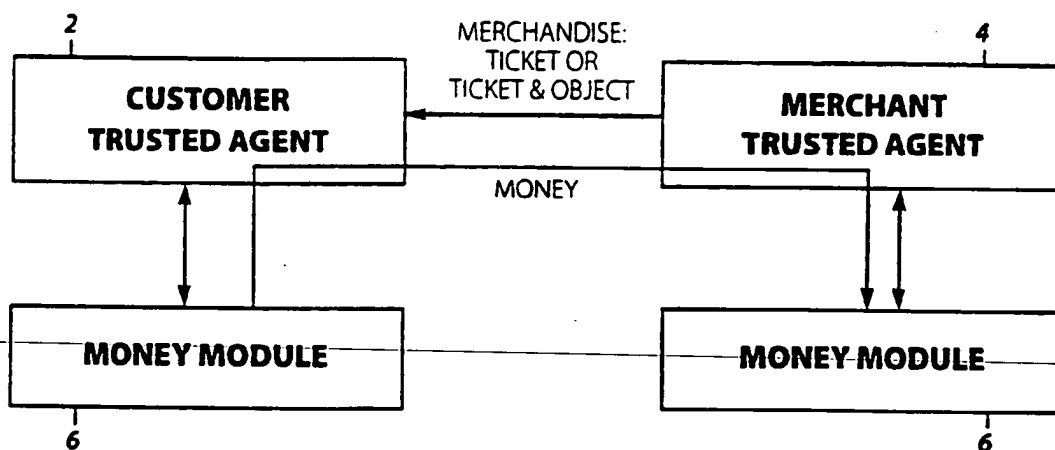 2
4
MERCHANDISE:
TICKET OR
TICKET & OBJECT
CUSTOMER
TRUSTED AGENT
MERCHANT
TRUSTED AGENT
MONEY
MONEY MODULE
MONEY MODULE
6
6